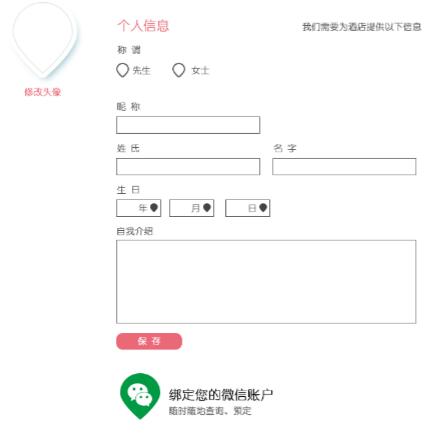 个人信息 我们需要为酒店提供以下信息
称 谓
先生 女士
修改头像
昵 称
姓 氏 名 字
生 日
年 月 日
自我介绍
保 存
绑定您的微信账户
随时随地查询、预定